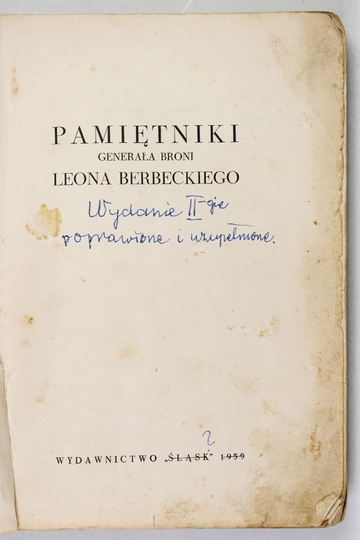 PAMIĘTNIKI
GENERAŁA BRONI
LEONA BERBECKIEGO
Wydanie II-gie
poprawione i uzupełnione.
?
WYDAWNICTWO „ŚLĄSK” 1959